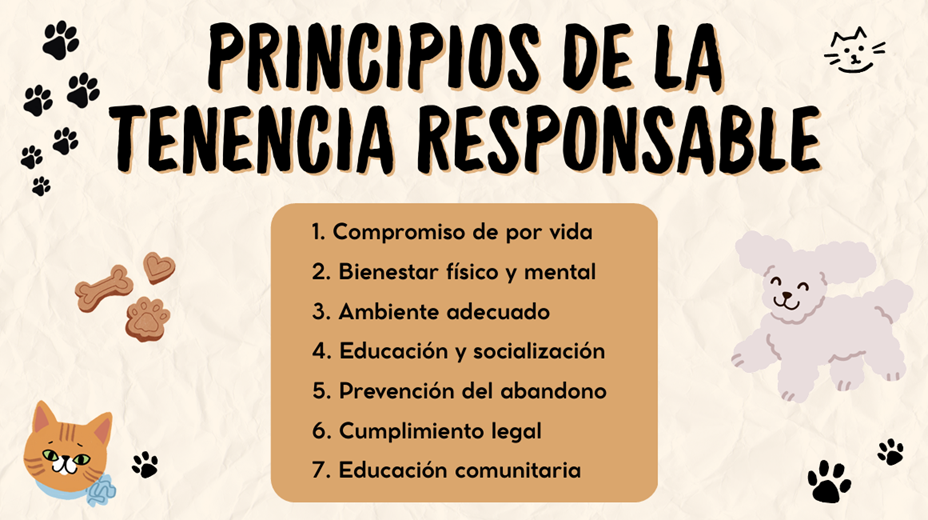 PRINCIPIOS DE LA
TENENCIA RESPONSABLE
1. Compromiso de por vida
2. Bienestar físico y mental
3. Ambiente adecuado
4. Educación y socialización
5. Prevención del abandono
6. Cumplimiento legal
7. Educación comunitaria